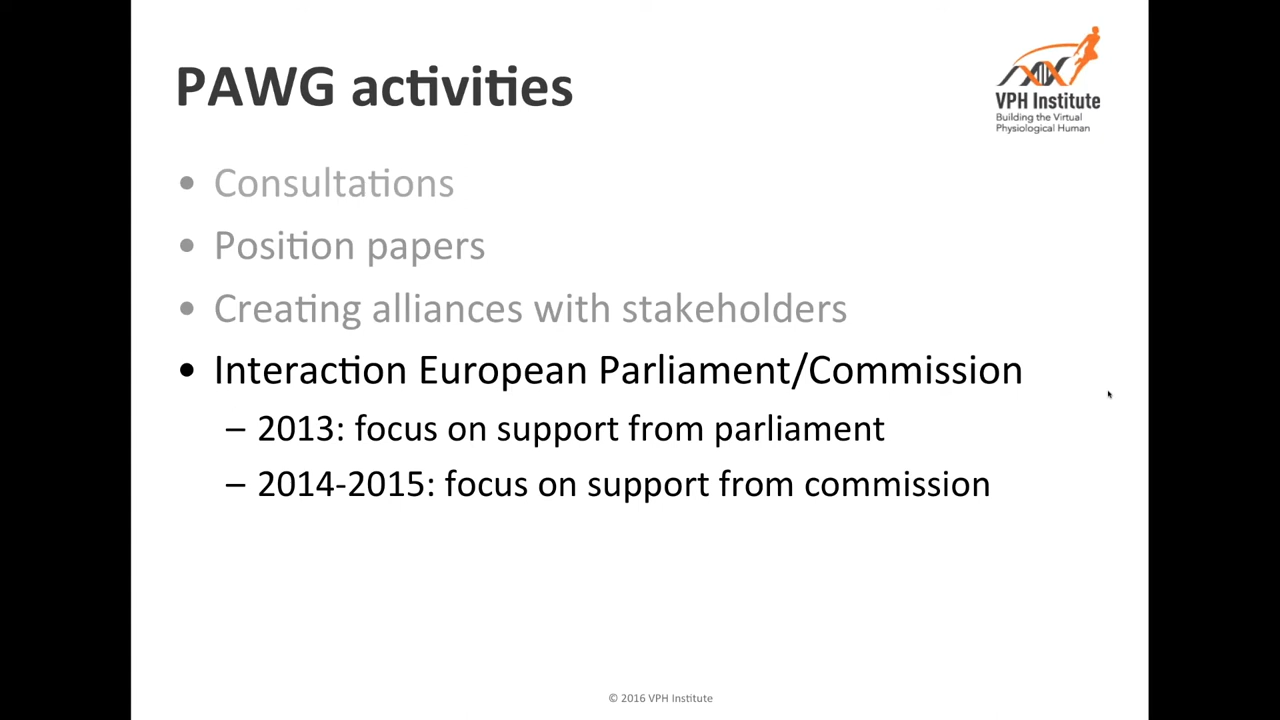 PAWG activities
VPH Institute
Building the Virtual
Physiological Human
• Consultations
• Position papers
• Creating alliances with stakeholders
• Interaction European Parliament/Commission
– 2013: focus on support from parliament
– 2014-2015: focus on support from commission
© 2016 VPH Institute